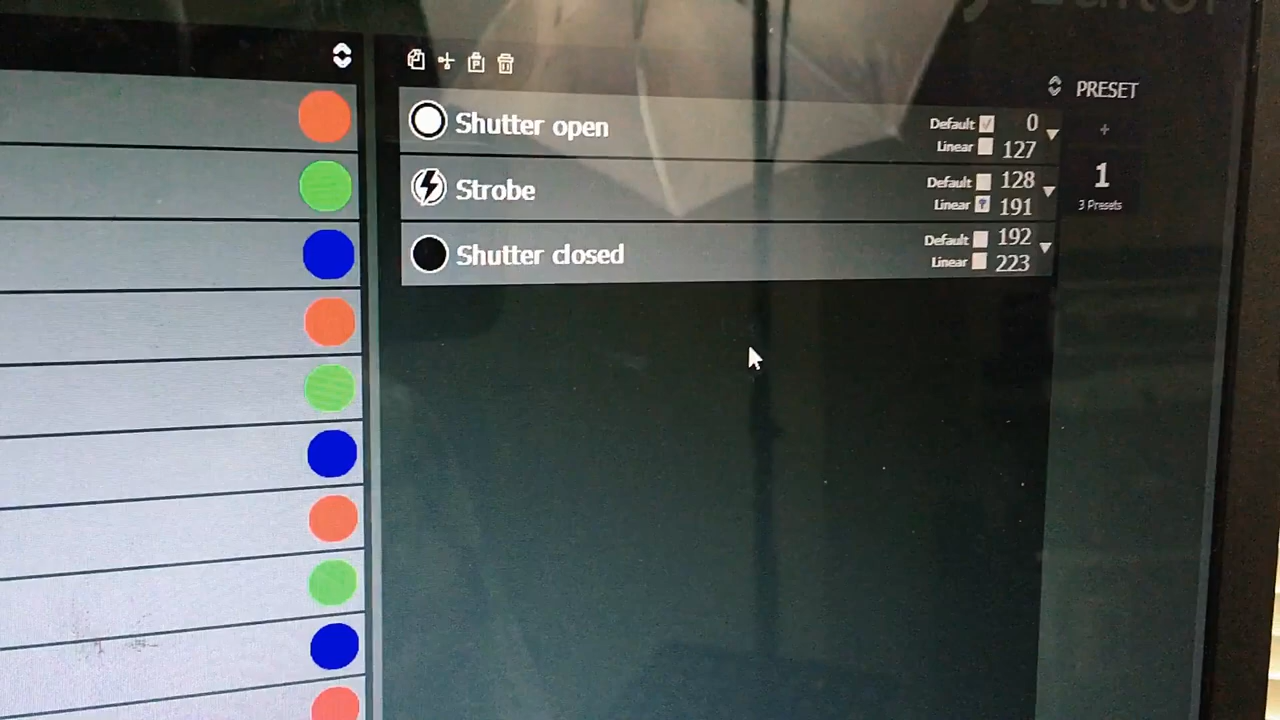 Editor
PRESET
Shutter open
Default 0
Linear 127
Strobe
Default 128
Linear 191
Shutter closed
Default 192
Linear 223
+
1
3 Presets